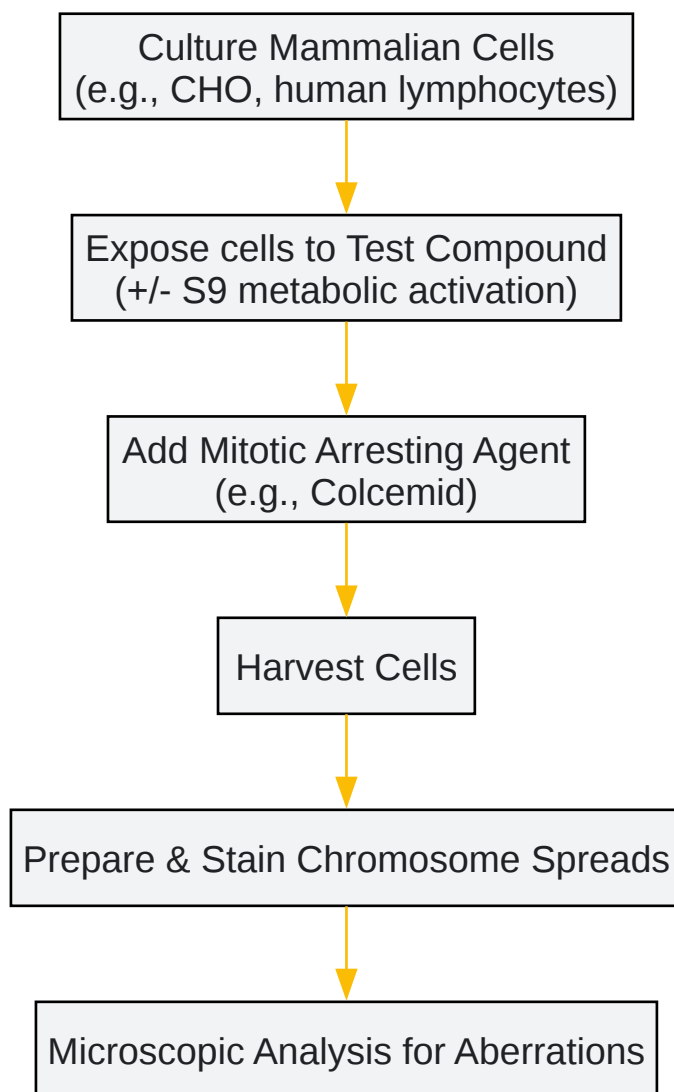 Culture Mammalian Cells
(e.g., CHO, human lymphocytes)
Expose cells to Test Compound
(+/- S9 metabolic activation)
Add Mitotic Arresting Agent
(e.g., Colcemid)
Harvest Cells
Prepare & Stain Chromosome Spreads
Microscopic Analysis for Aberrations